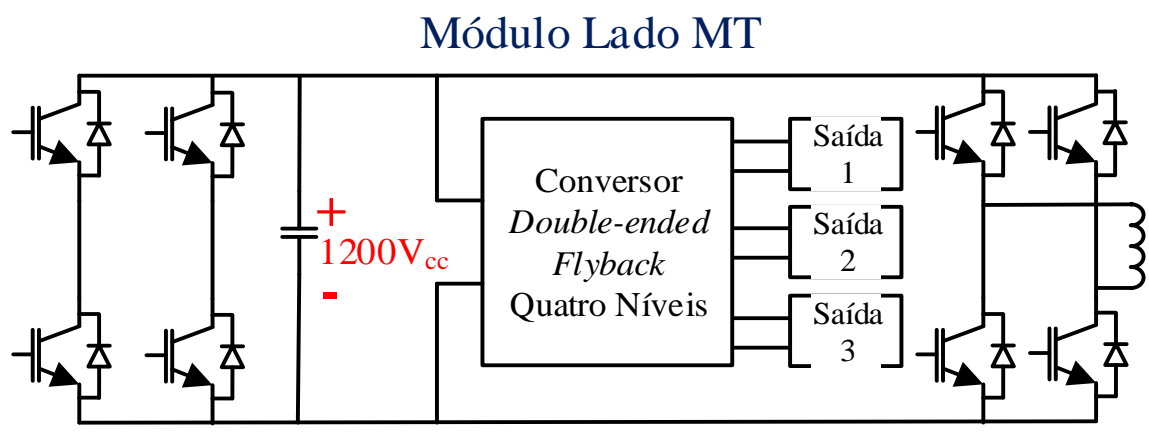 Módulo Lado MT
+
1200Vcc
-
Conversor
Double-ended
Flyback
Quatro Níveis
Saída
1
Saída
2
Saída
3